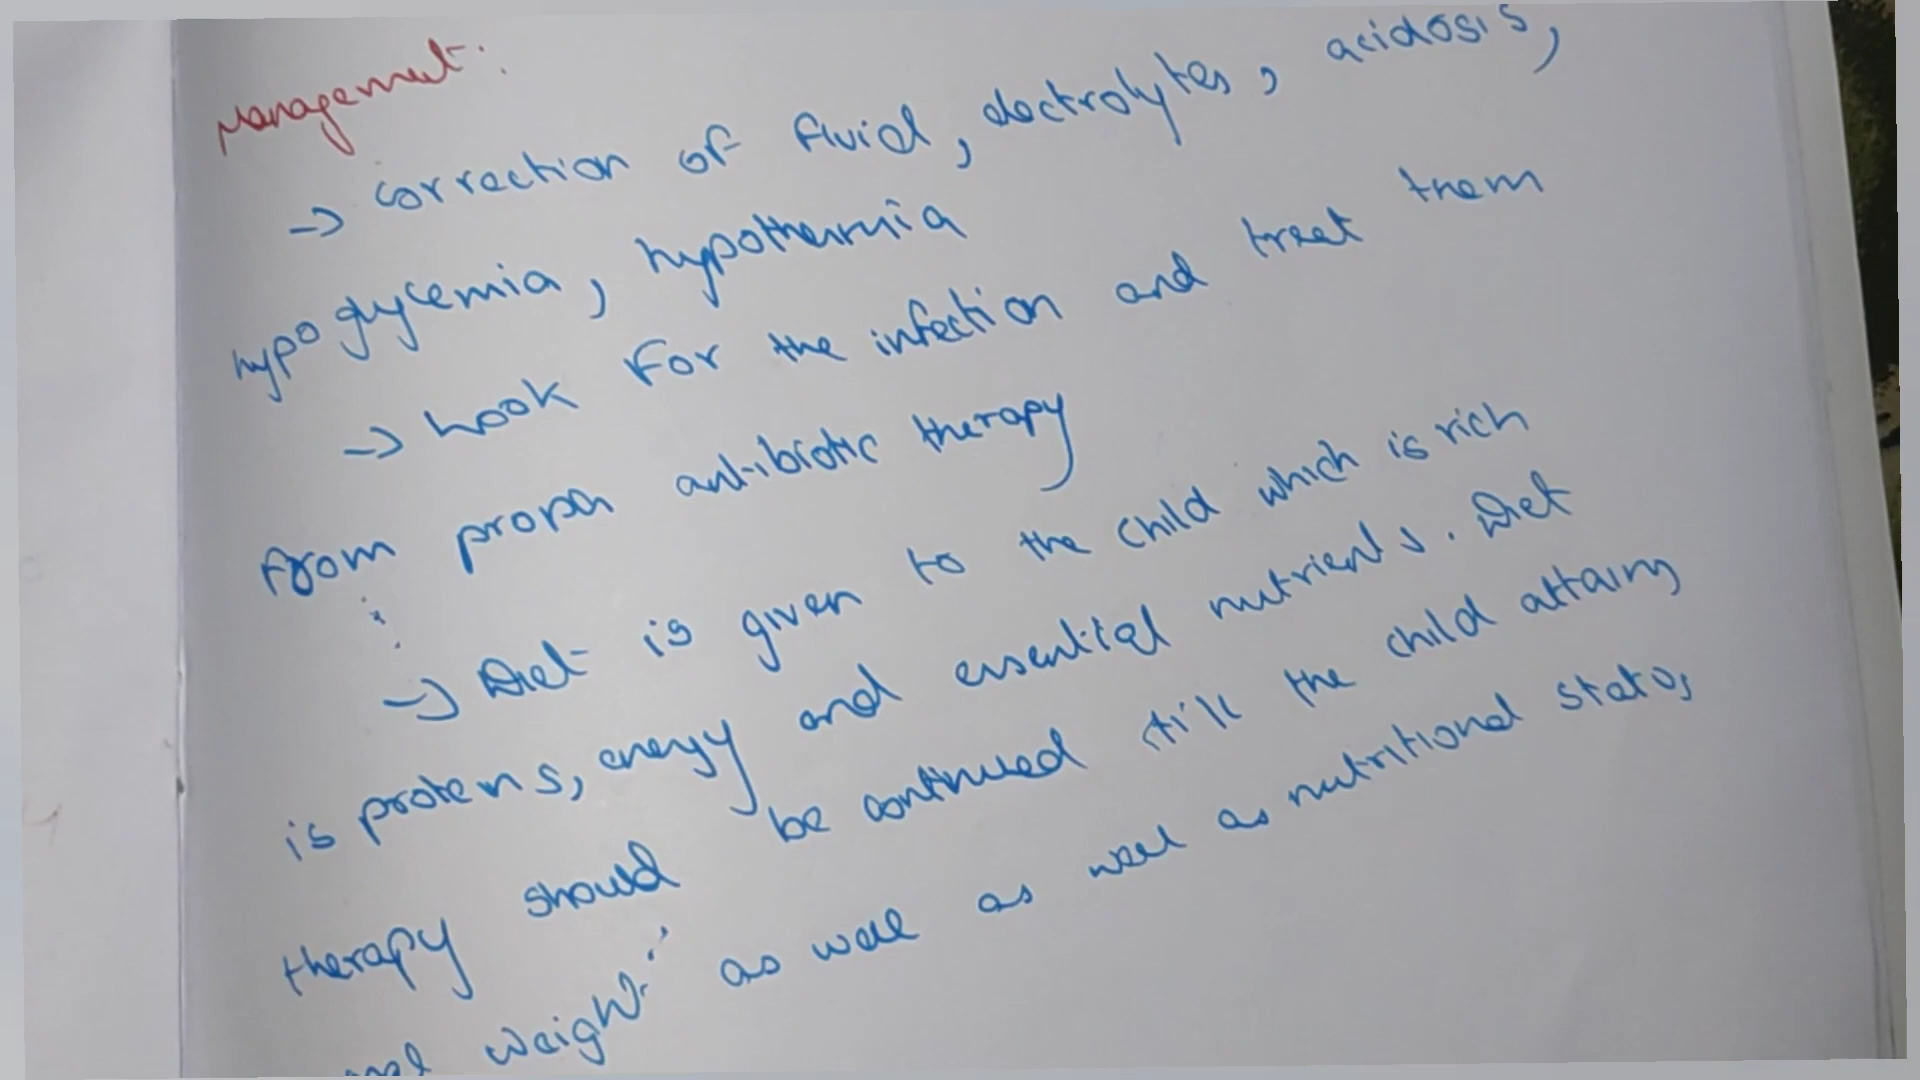 Management:
→ correction of fluid, electrolytes, acidosis,
hypoglycemia, hypothermia
→ Look for the infection and treat them
from proper antibiotic therapy
→ Diet is given to the child which is rich
is proteins, energy and essential nutrients. Diet
therapy should be continued still the child attains
weight as well as well as nutritional status